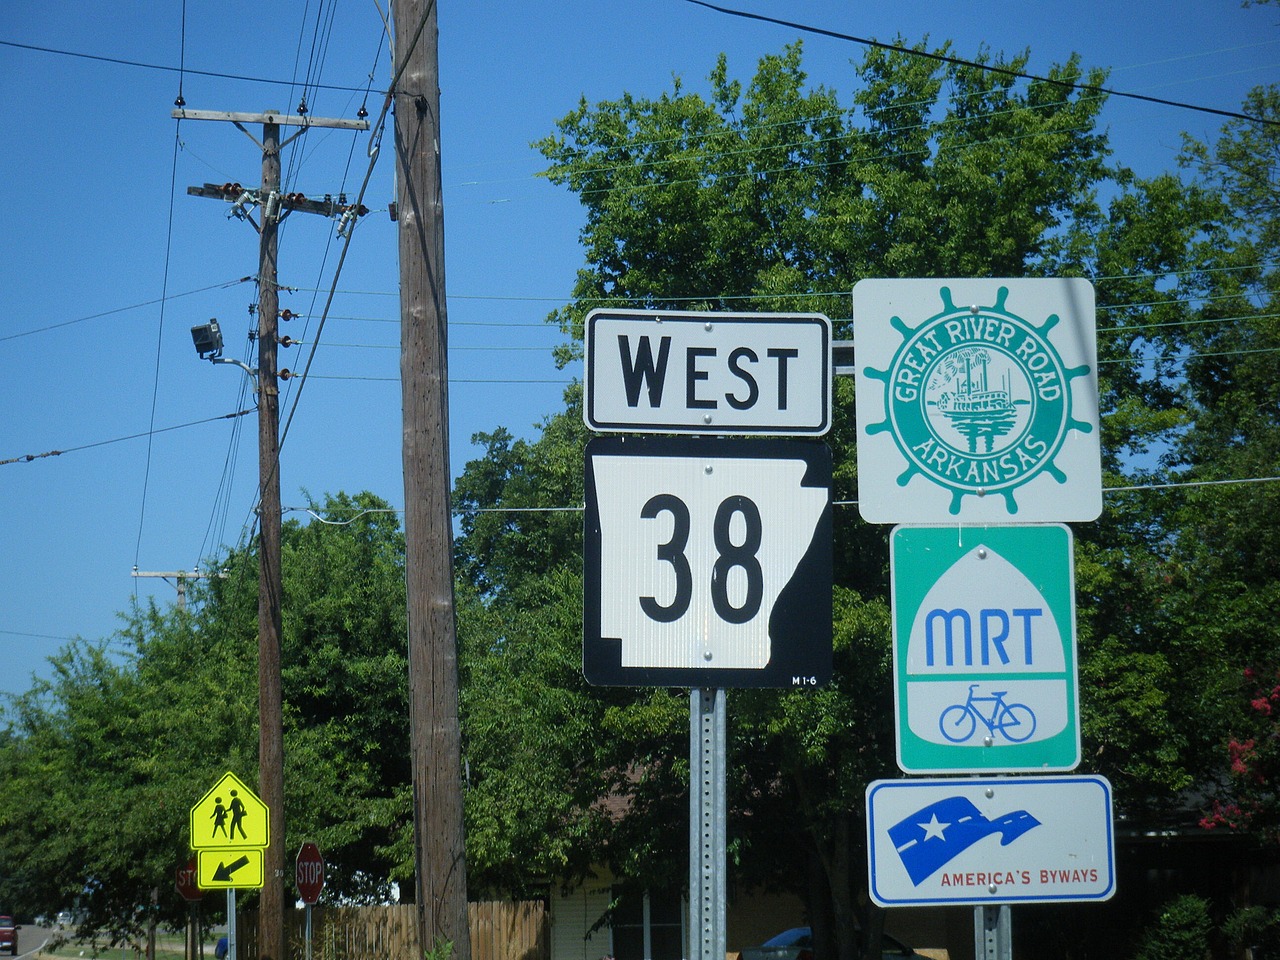 WEST
38
M1-6
GREAT RIVER ROAD
ARKANSAS
MRT
AMERICA'S BYWAYS
STOP